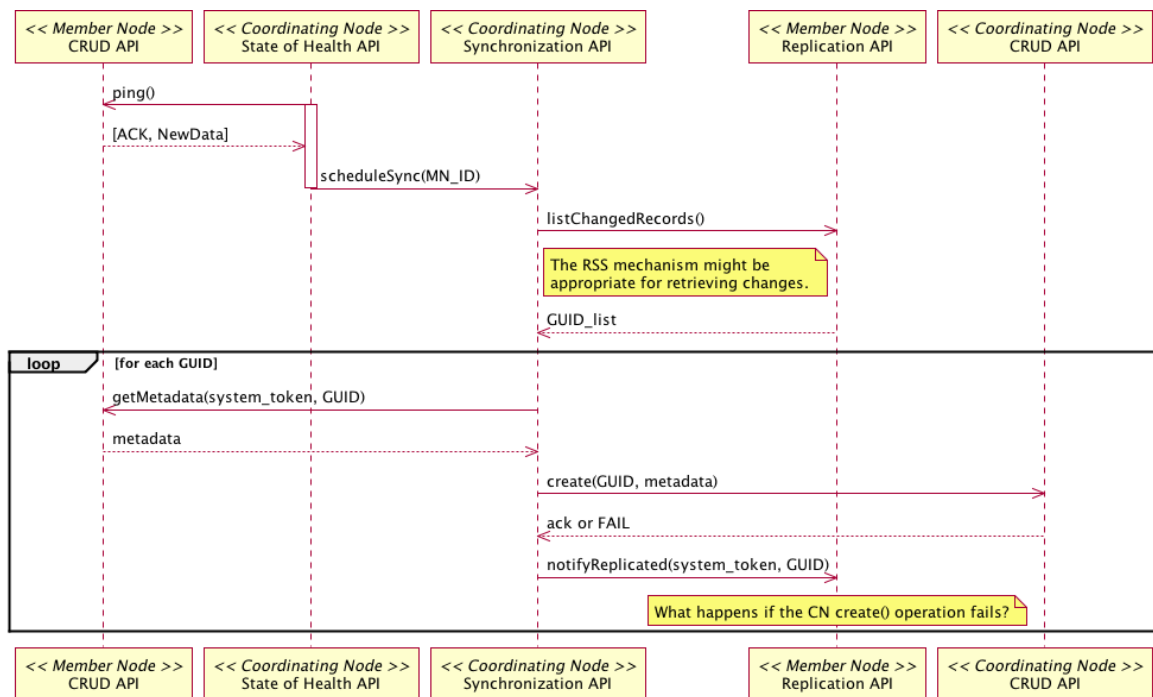 << Member Node >>
CRUD API
<< Coordinating Node >>
State of Health API
<< Coordinating Node >>
Synchronization API
<< Member Node >>
Replication API
<< Coordinating Node >>
CRUD API
ping()
[ACK, NewData]
scheduleSync(MN_ID)
listChangedRecords()
The RSS mechanism might be
appropriate for retrieving changes.
GUID_list
loop
[for each GUID]
getMetadata(system_token, GUID)
metadata
create(GUID, metadata)
ack or FAIL
notifyReplicated(system_token, GUID)
What happens if the CN create() operation fails?
<< Member Node >>
CRUD API
<< Coordinating Node >>
State of Health API
<< Coordinating Node >>
Synchronization API
<< Member Node >>
Replication API
<< Coordinating Node >>
CRUD API